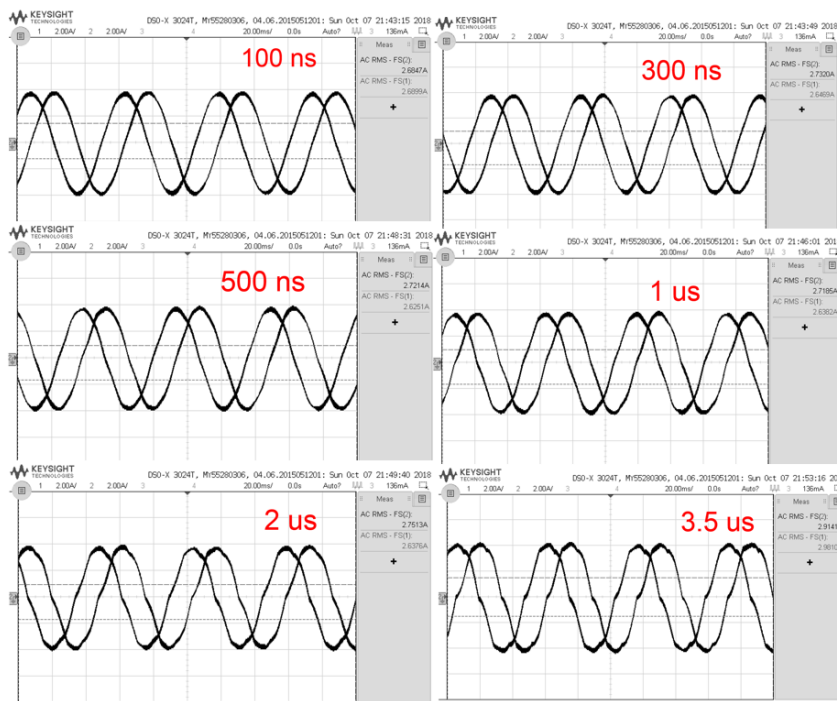 KEYSIGHT
TECHNOLOGIES
DSO-X 3024T, MY55280306, 04.06.2015051201: Sun Oct 07 21:43:15 2018
1 2.00A/ 2 2.00A/ 3 4 20.00ms/ 0.0s Auto? 3 136mA
100 ns
Meas
AC RMS - FS(2):
2.6847A
AC RMS - FS(1):
2.6899A
+
KEYSIGHT
TECHNOLOGIES
DSO-X 3024T, MY55280306, 04.06.2015051201: Sun Oct 07 21:43:49 2018
1 2.00A/ 2 2.00A/ 3 4 20.00ms/ 0.0s Auto? 3 136mA
300 ns
Meas
AC RMS - FS(2):
2.7320A
AC RMS - FS(1):
2.6469A
+
KEYSIGHT
TECHNOLOGIES
DSO-X 3024T, MY55280306, 04.06.2015051201: Sun Oct 07 21:48:31 2018
1 2.00A/ 2 2.00A/ 3 4 20.00ms/ 0.0s Auto? 3 136mA
500 ns
Meas
AC RMS - FS(2):
2.7214A
AC RMS - FS(1):
2.6251A
+
KEYSIGHT
TECHNOLOGIES
DSO-X 3024T, MY55280306, 04.06.2015051201: Sun Oct 07 21:46:01 201
1 2.00A/ 2 2.00A/ 3 4 20.00ms/ 0.0s Auto? 3 136mA
1 us
Meas
AC RMS - FS(2):
2.7185A
AC RMS - FS(1):
2.6382A
+
KEYSIGHT
TECHNOLOGIES
DSO-X 3024T, MY55280306, 04.06.2015051201: Sun Oct 07 21:49:40 2018
1 2.00A/ 2 2.00A/ 3 4 20.00ms/ 0.0s Auto? 3 136mA
2 us
Meas
AC RMS - FS(2):
2.7513A
AC RMS - FS(1):
2.6376A
+
KEYSIGHT
TECHNOLOGIES
DSO-X 3024T, MY55280306, 04.06.2015051201: Sun Oct 07 21:53:16 20
1 2.00A/ 2 2.00A/ 3 4 20.00ms/ 0.0s Auto? 3 136mA
3.5 us
Meas
AC RMS - FS(2):
2.9141
AC RMS - FS(1):
+